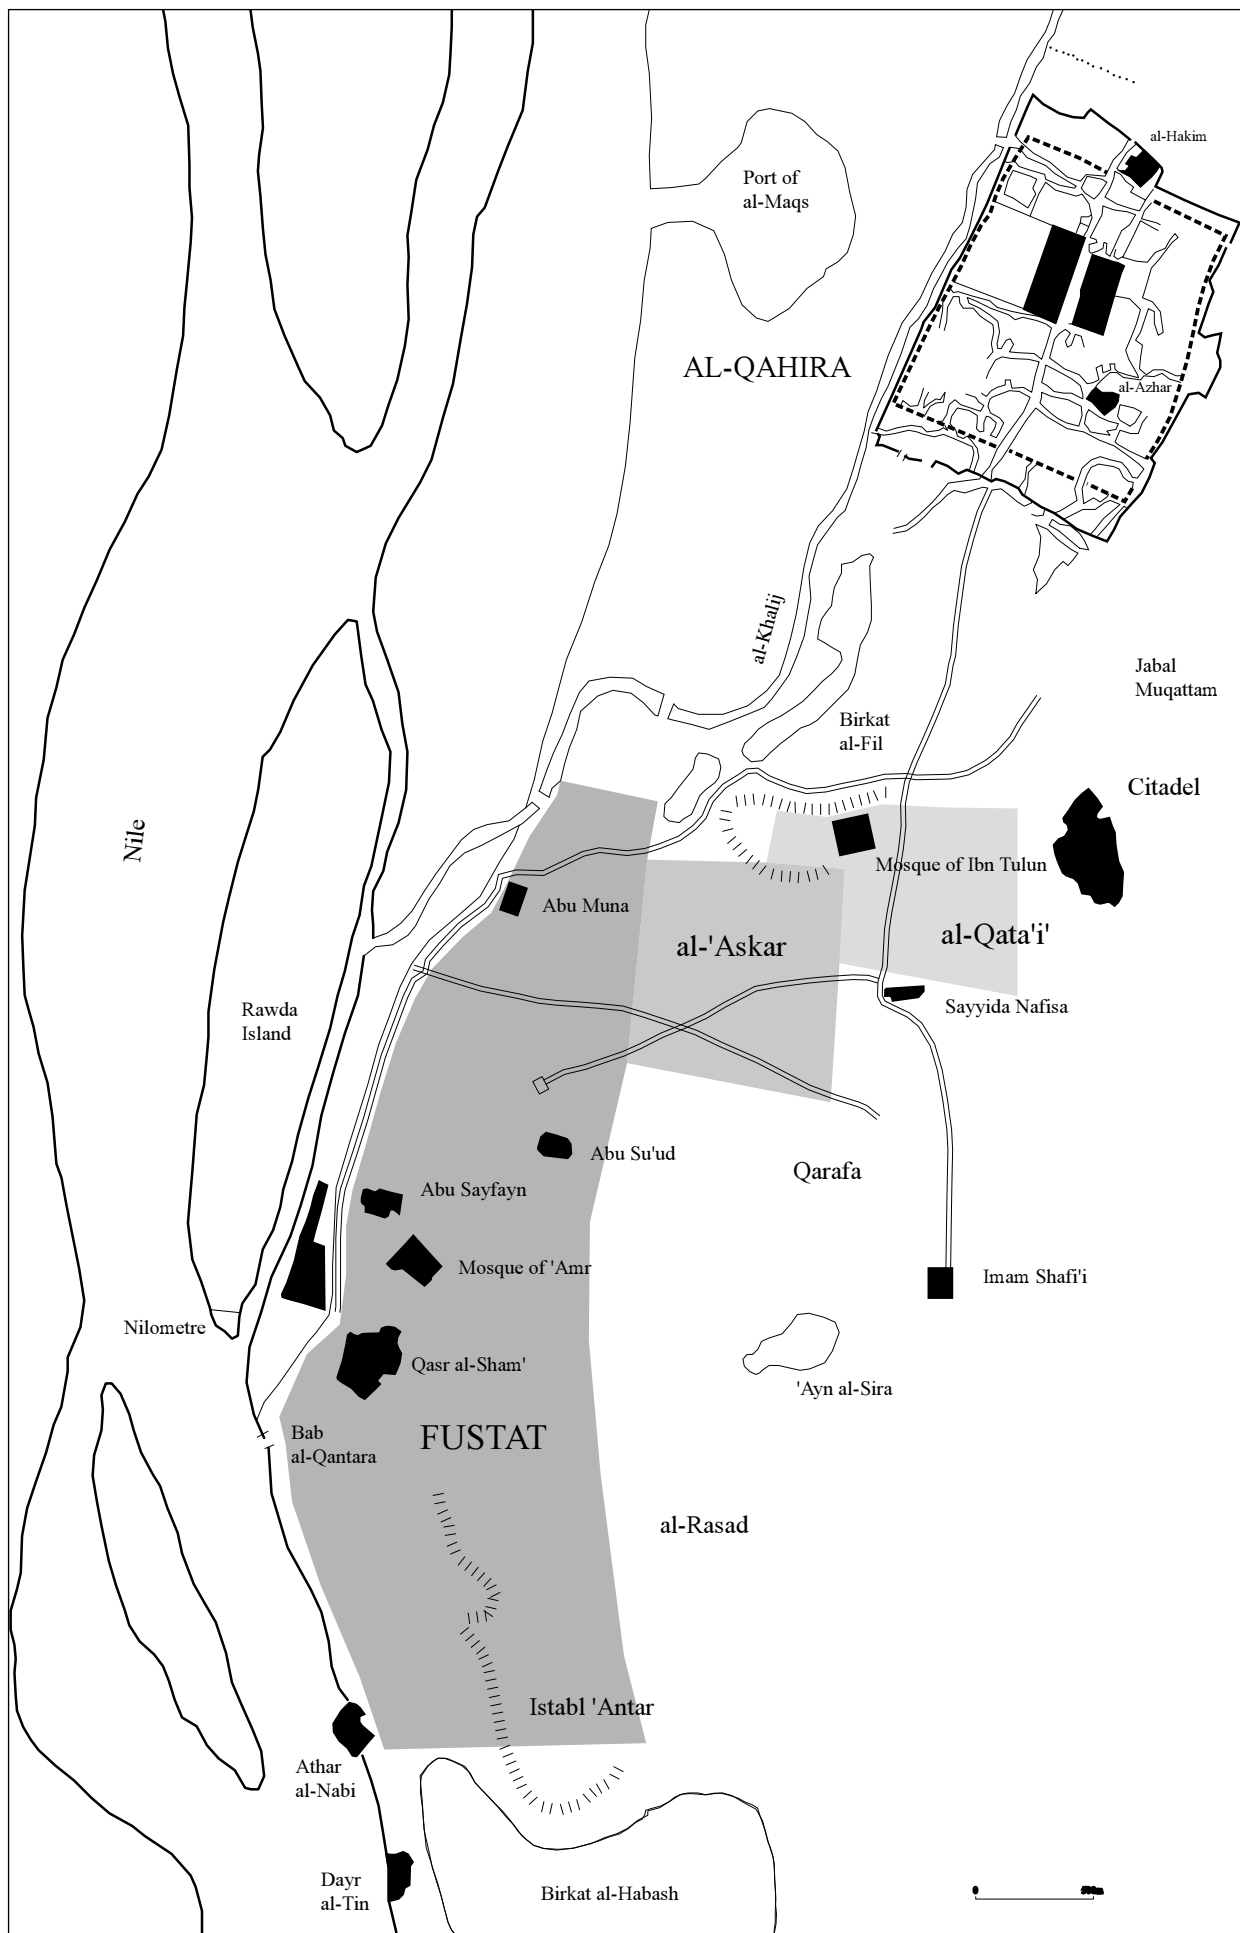 al-Hakim
Port of
al-Maqs
AL-QAHIRA
al-Azhar
al-Khalij
Jabal
Muqattam
Birkat
al-Fil
Citadel
Nile
Mosque of Ibn Tulun
Abu Muna
al-'Askar
al-Qata'i'
Rawda
Island
Sayyida Nafisa
Abu Su'ud
Qarafa
Abu Sayfayn
Mosque of 'Amr
Imam Shafi'i
Nilometre
Qasr al-Sham'
'Ayn al-Sira
Bab
al-Qantara
FUSTAT
al-Rasad
Istabl 'Antar
Athar
al-Nabi
Dayr
al-Tin
Birkat al-Habash
0
500m